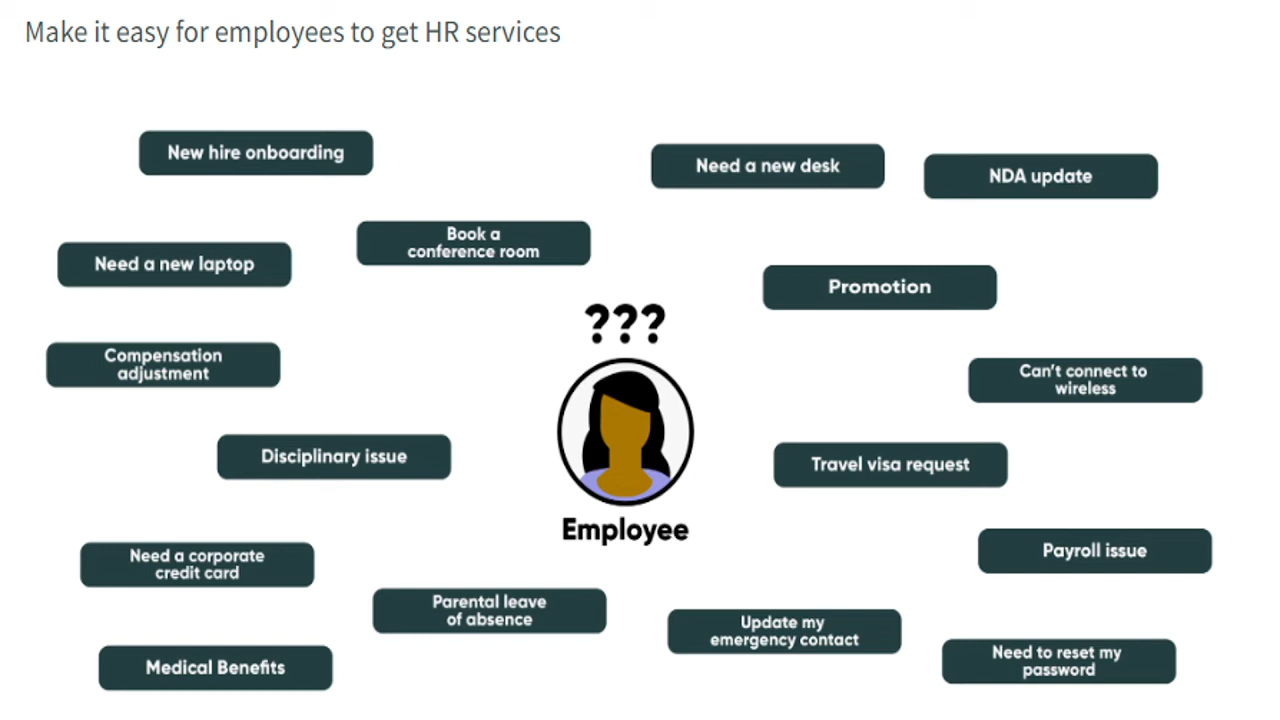 Make it easy for employees to get HR services
New hire onboarding
Need a new desk
NDA update
Book a
conference room
Need a new laptop
Promotion
???
Compensation
adjustment
Can't connect to
wireless
Disciplinary issue
Travel visa request
Employee
Need a corporate
credit card
Payroll issue
Parental leave
of absence
Update my
emergency contact
Medical Benefits
Need to reset my
password